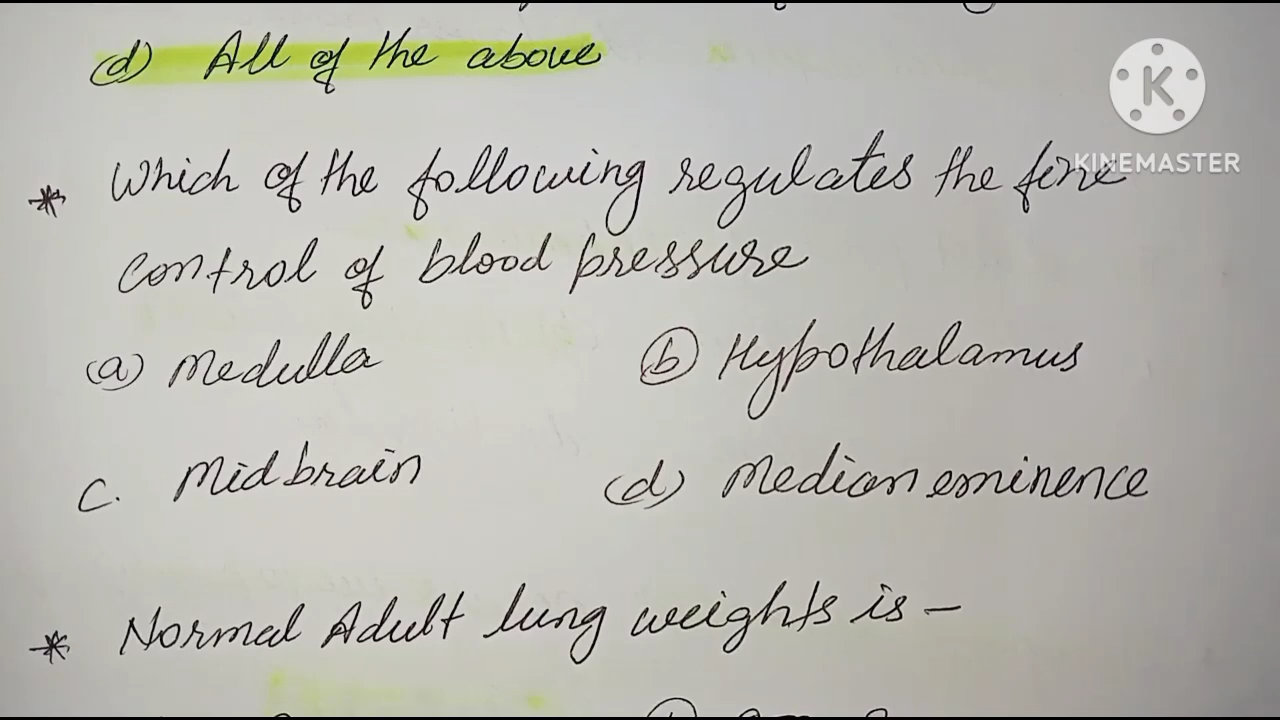 (d) All of the above
K
KINEMASTER
* Which of the following regulates the fine
control of blood pressure
(a) Medulla
(b) Hypothalamus
c. Midbrain
(d) Median eminence
* Normal Adult lung weights is -